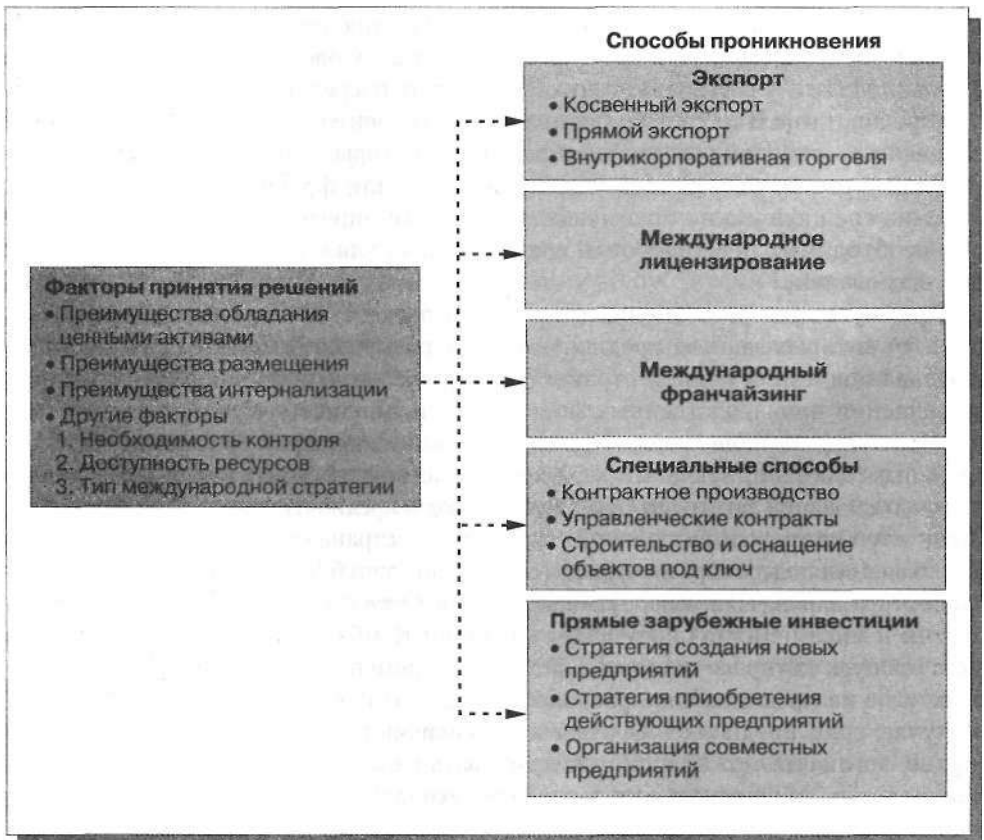 Способы проникновения
Экспорт
• Косвенный экспорт
• Прямой экспорт
• Внутрикорпоративная торговля
Международное
лицензирование
Факторы принятия решений
• Преимущества обладания
ценными активами
• Преимущества размещения
• Преимущества интернализации
• Другие факторы
1. Необходимость контроля
2. Доступность ресурсов
3. Тип международной стратегии
Международный
франчайзинг
Специальные способы
• Контрактное производство
• Управленческие контракты
• Строительство и оснащение
объектов под ключ
Прямые зарубежные инвестиции
• Стратегия создания новых
предприятий
• Стратегия приобретения
действующих предприятий
• Организация совместных
предприятий